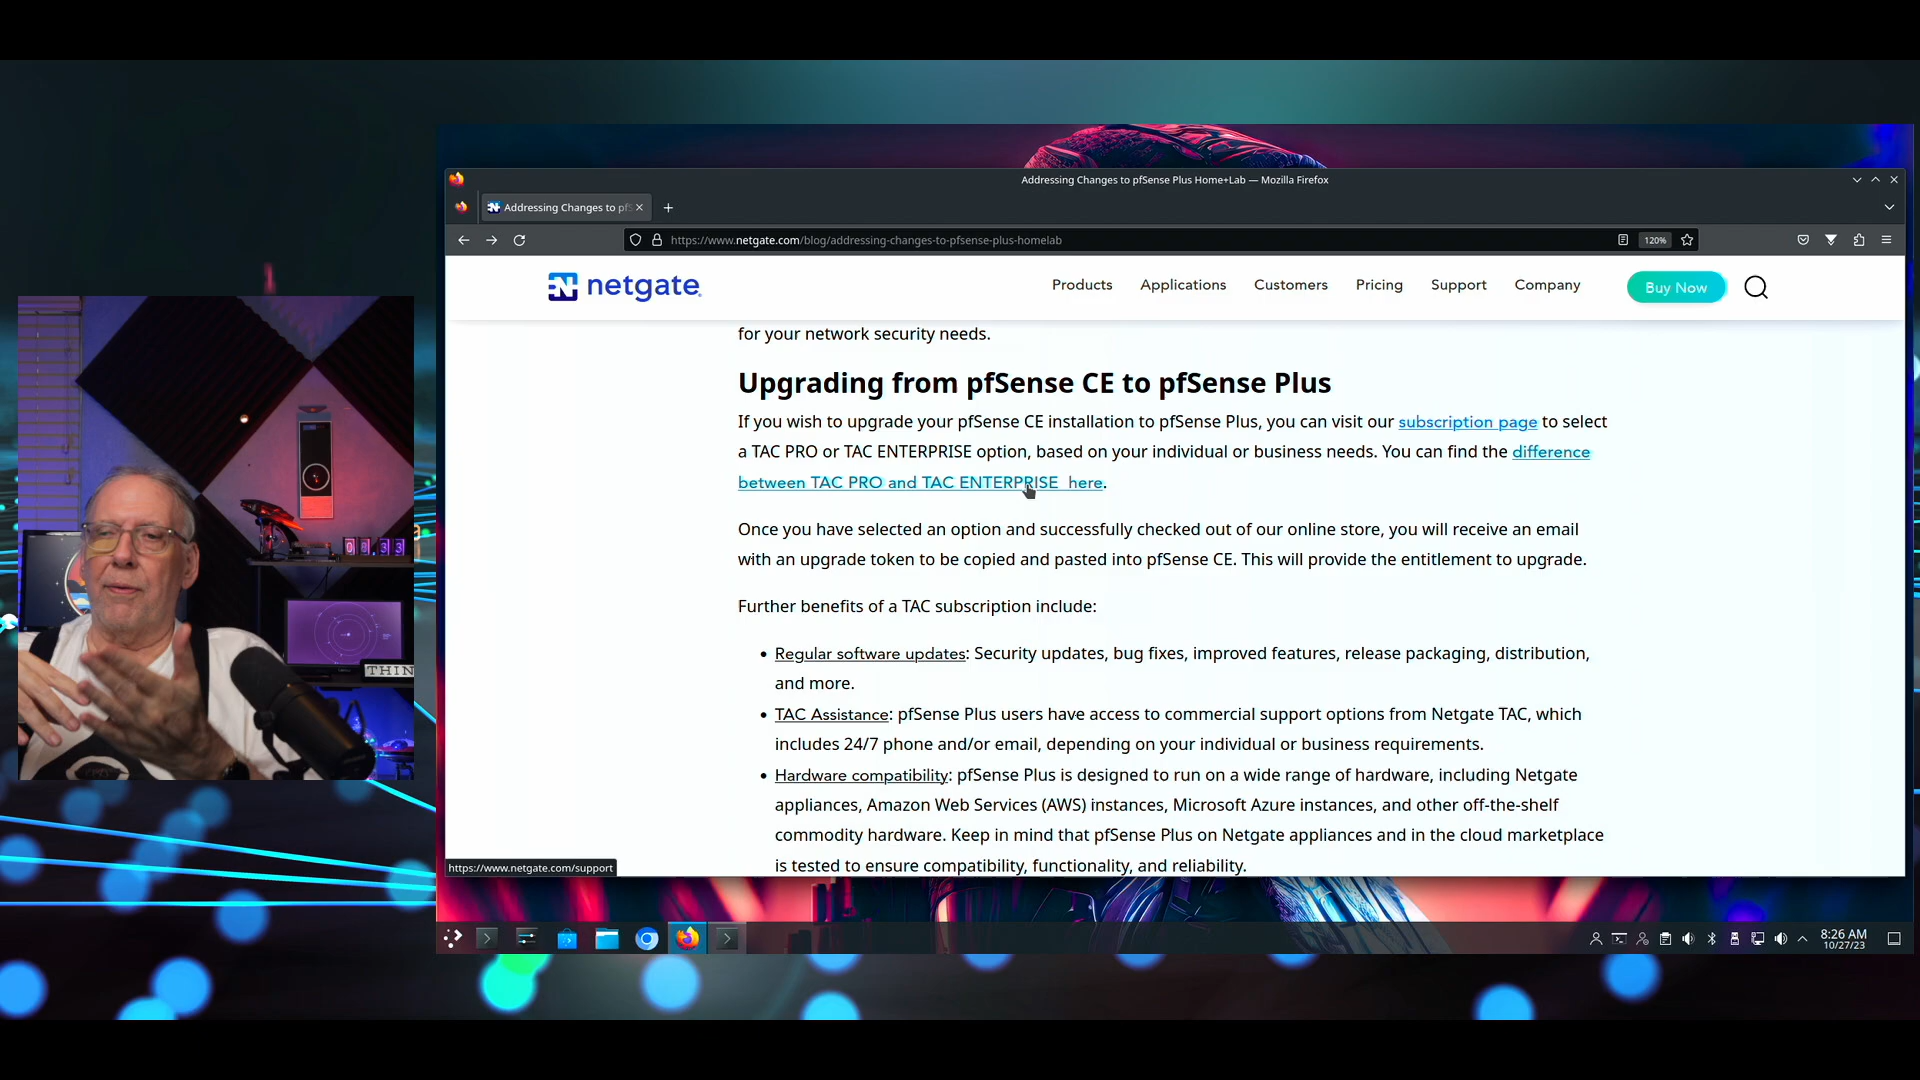 Addressing Changes to pfSense Plus Home+Lab — Mozilla Firefox
Addressing Changes to pfS
https://www.netgate.com/blog/addressing-changes-to-pfsense-plus-homelab
120%
netgate
Products
Applications
Customers
Pricing
Support
Company
Buy Now
for your network security needs.
Upgrading from pfSense CE to pfSense Plus
If you wish to upgrade your pfSense CE installation to pfSense Plus, you can visit our subscription page to select
a TAC PRO or TAC ENTERPRISE option, based on your individual or business needs. You can find the difference
between TAC PRO and TAC ENTERPRISE here.
Once you have selected an option and successfully checked out of our online store, you will receive an email
with an upgrade token to be copied and pasted into pfSense CE. This will provide the entitlement to upgrade.
Further benefits of a TAC subscription include:
• Regular software updates: Security updates, bug fixes, improved features, release packaging, distribution,
and more.
• TAC Assistance: pfSense Plus users have access to commercial support options from Netgate TAC, which
includes 24/7 phone and/or email, depending on your individual or business requirements.
• Hardware compatibility: pfSense Plus is designed to run on a wide range of hardware, including Netgate
appliances, Amazon Web Services (AWS) instances, Microsoft Azure instances, and other off-the-shelf
commodity hardware. Keep in mind that pfSense Plus on Netgate appliances and in the cloud marketplace
is tested to ensure compatibility, functionality, and reliability.
https://www.netgate.com/support
0833
THIN
8:26 AM
10/27/23